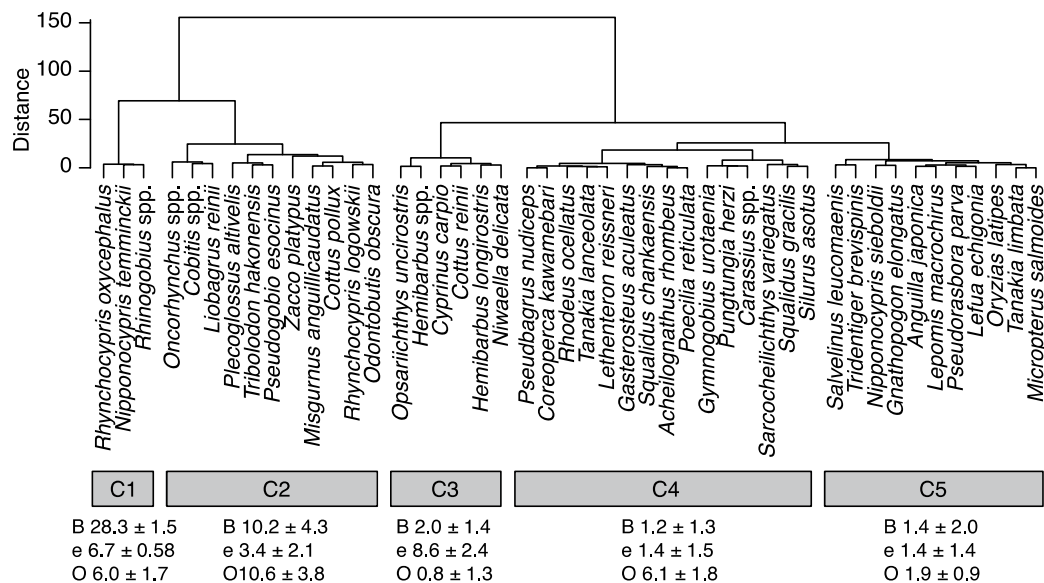 150
100
50
0
Distance
Rhynchocypris oxycephalus
Nipponocypris temminckii
Rhinogobius spp.
Oncorhynchus spp.
Cobitis spp.
Liobagrus reinii
Plecoglossus altivelis
Tribolodon hakonensis
Pseudogobio esocinus
Zacco platypus
Misgurnus anguillicaudatus
Cottus pollux
Rhynchocypris logowskii
Odontobutis obscura
Opsariichthys uncirostris
Hemibarbus spp.
Cyprinus carpio
Cottus reinii
Hemibarbus longirostris
Niwaella delicata
Pseudobagrus nudiceps
Coreoperca kawamebari
Rhodeus ocellatus
Tanakia lanceolata
Lethenteron reissneri
Gasterosteus aculeatus
Squalidus chankaensis
Acheilognathus rhombeus
Poecilia reticulata
Gymnogobius urotaenia
Pungtungia herzi
Carassius spp.
Sarcocheilichthys variegatus
Squalidus gracilis
Silurus asotus
Salvelinus leucomaenis
Tridentiger brevispinis
Nipponocypris sieboldii
Gnathopogon elongatus
Anguilla japonica
Lepomis macrochirus
Pseudorasbora parva
Lefua echigonia
Oryzias latipes
Tanakia limbata
Micropterus salmoides
C1
C2
C3
C4
C5
B 28.3 ± 1.5
e 6.7 ± 0.58
O 6.0 ± 1.7
B 10.2 ± 4.3
e 3.4 ± 2.1
O10.6 ± 3.8
B 2.0 ± 1.4
e 8.6 ± 2.4
O 0.8 ± 1.3
B 1.2 ± 1.3
e 1.4 ± 1.5
O 6.1 ± 1.8
B 1.4 ± 2.0
e 1.4 ± 1.4
O 1.9 ± 0.9